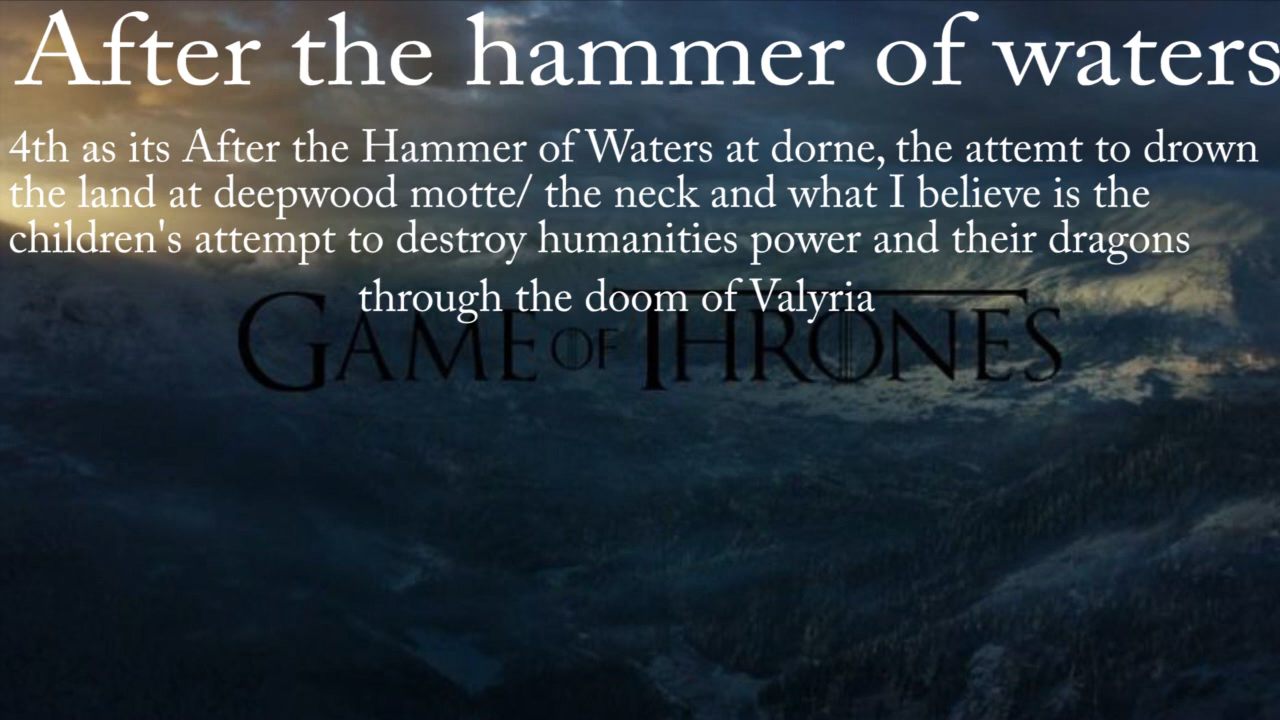 After the hammer of waters
4th as its After the Hammer of Waters at dorne, the attemt to drown
the land at deepwood motte/ the neck and what I believe is the
children's attempt to destroy humanities power and their dragons
through the doom of Valyria
GAME OF THRONES